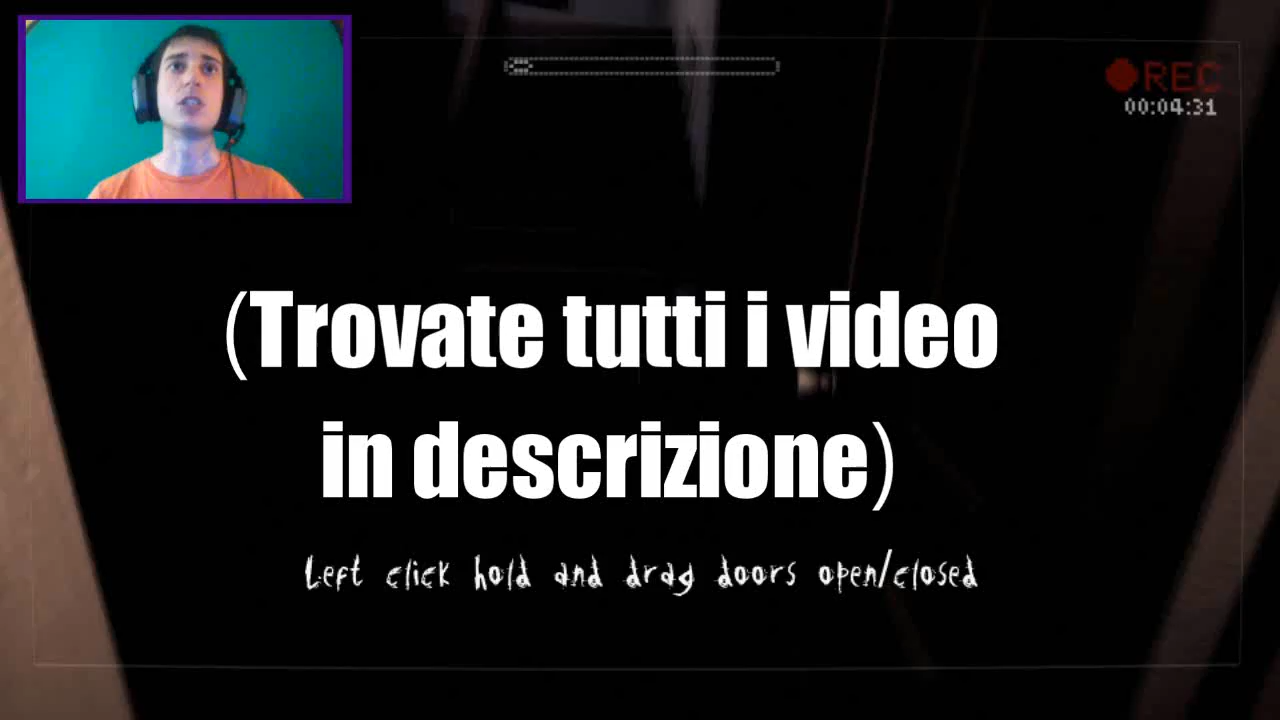 REC
00:04:31
(Trovate tutti i video
in descrizione)
Left click hold and drag doors open/closed